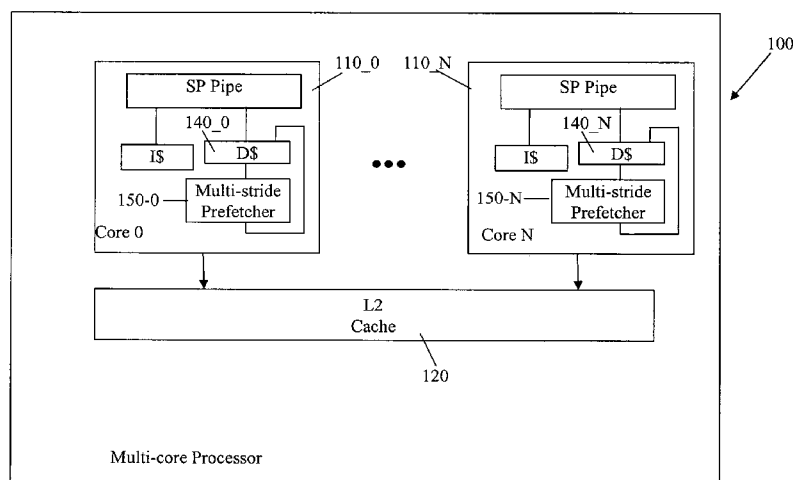 100
110_0
110_N
SP Pipe
SP Pipe
140_0
140_N
I$
D$
I$
D$
150-0
Multi-stride
Prefetcher
150-N
Multi-stride
Prefetcher
Core 0
Core N
L2
Cache
120
Multi-core Processor